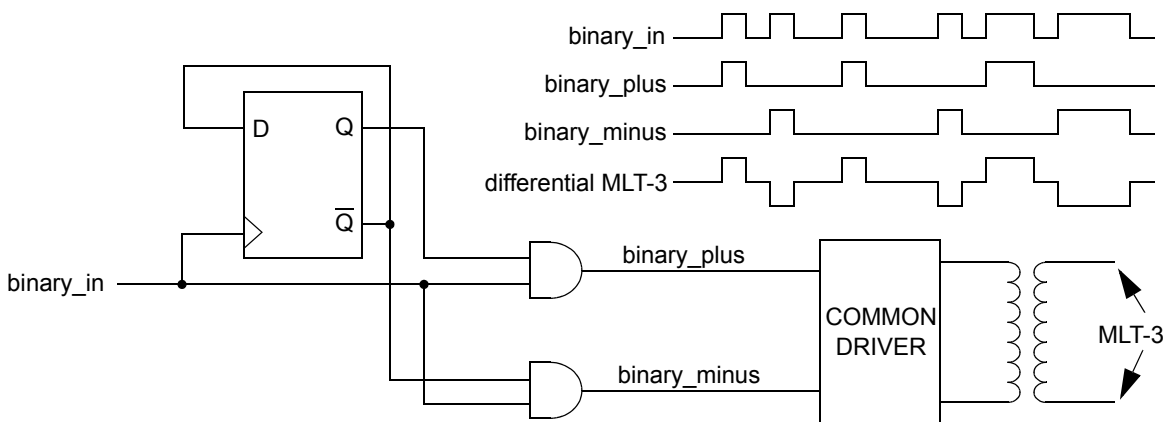 binary_in
binary_plus
binary_minus
differential MLT-3
D Q
Q̅
binary_in
binary_plus
binary_minus
COMMON
DRIVER
MLT-3